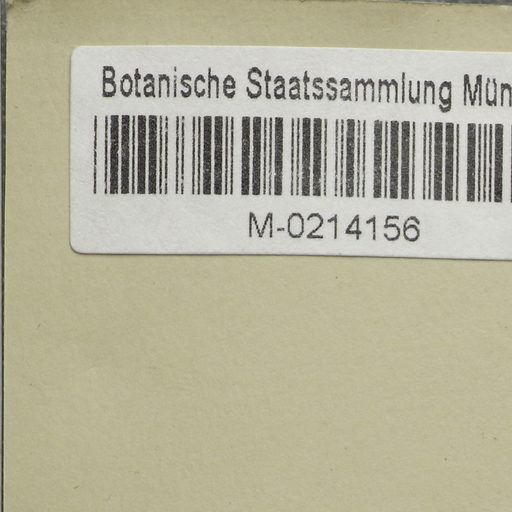 Botanische Staatssammlung Mün
M-0214156